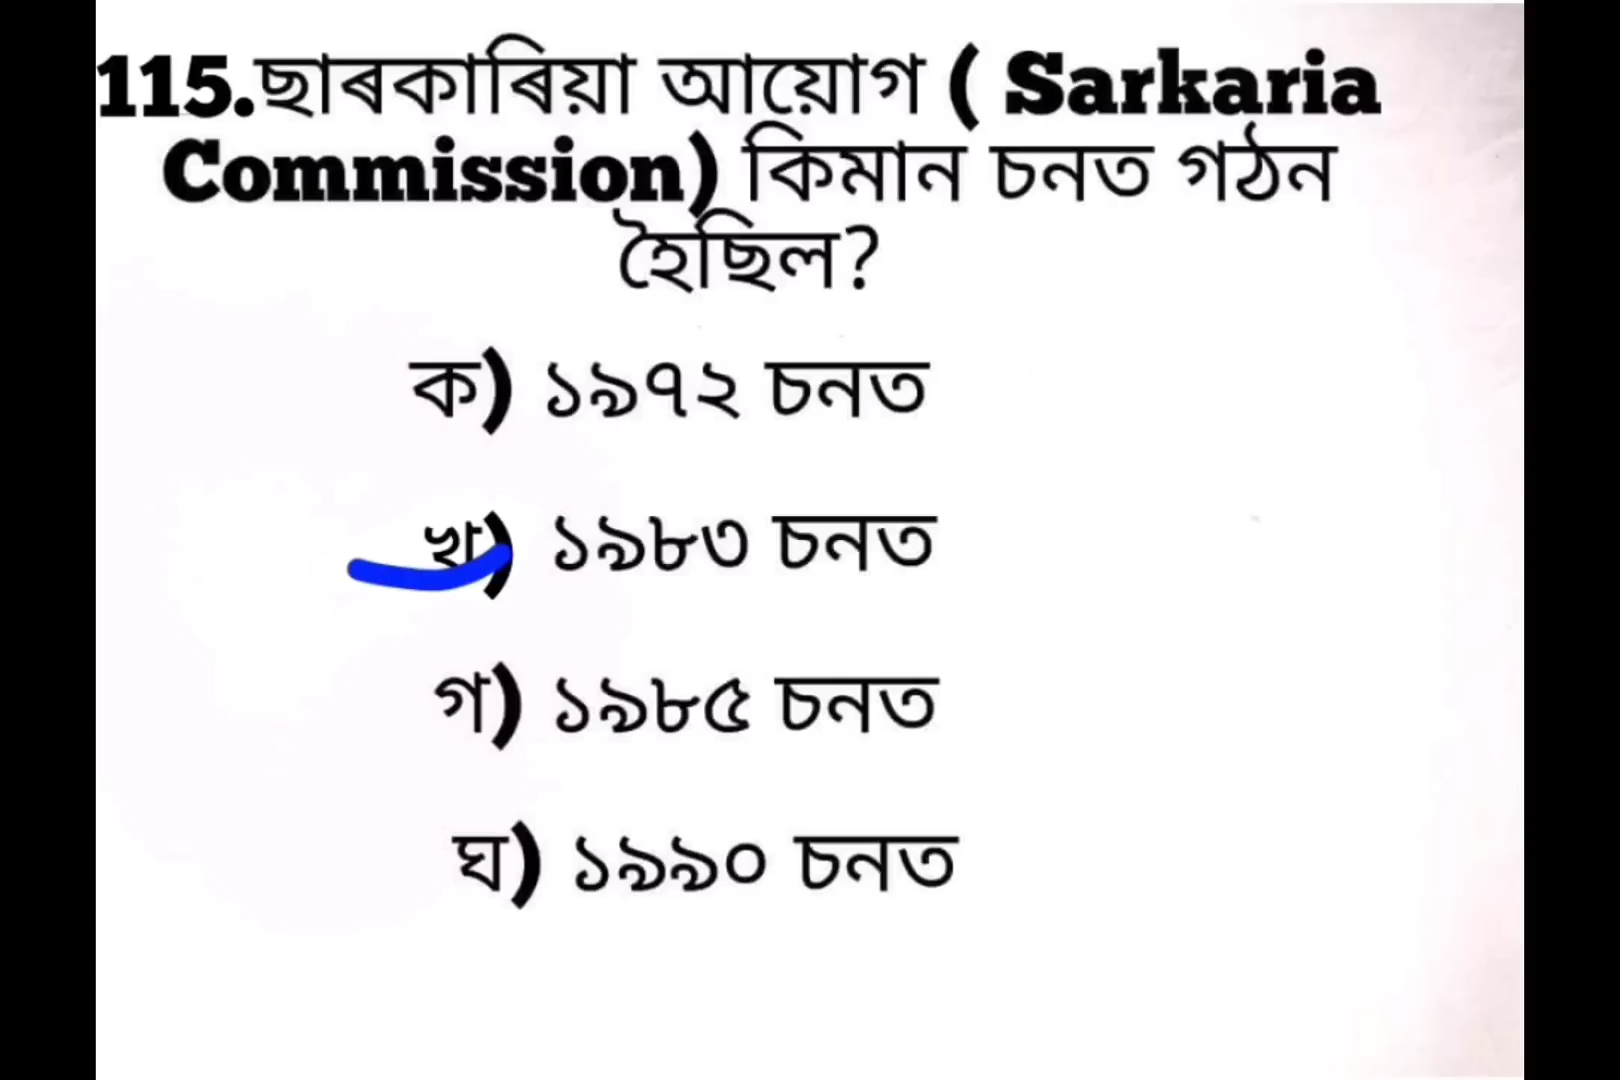 115.ছাৰকাৰিয়া আয়োগ ( Sarkaria
Commission) কিমান চনত গঠন
হৈছিল?
ক) ১৯৭২ চনত
খ) ১৯৮৩ চনত
গ) ১৯৮৫ চনত
ঘ) ১৯৯০ চনত